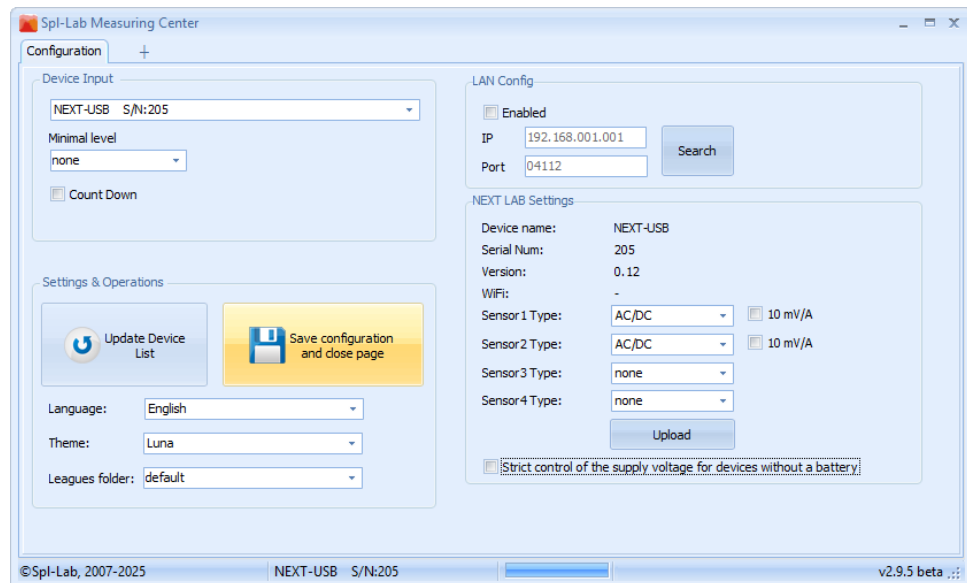 Spl-Lab Measuring Center
Configuration
+
Device Input
NEXT-USB S/N:205
Minimal level
none
Count Down
Settings & Operations
Update Device
List
Save configuration
and close page
Language: English
Theme: Luna
Leagues folder: default
LAN Config
Enabled
IP 192.168.001.001
Port 04112
Search
NEXT LAB Settings
Device name: NEXT-USB
Serial Num: 205
Version: 0.12
WiFi: -
Sensor1 Type: AC/DC 10 mV/A
Sensor2 Type: AC/DC 10 mV/A
Sensor3 Type: none
Sensor4 Type: none
Upload
Strict control of the supply voltage for devices without a battery
©Spl-Lab, 2007-2025 NEXT-USB S/N:205 v2.9.5 beta